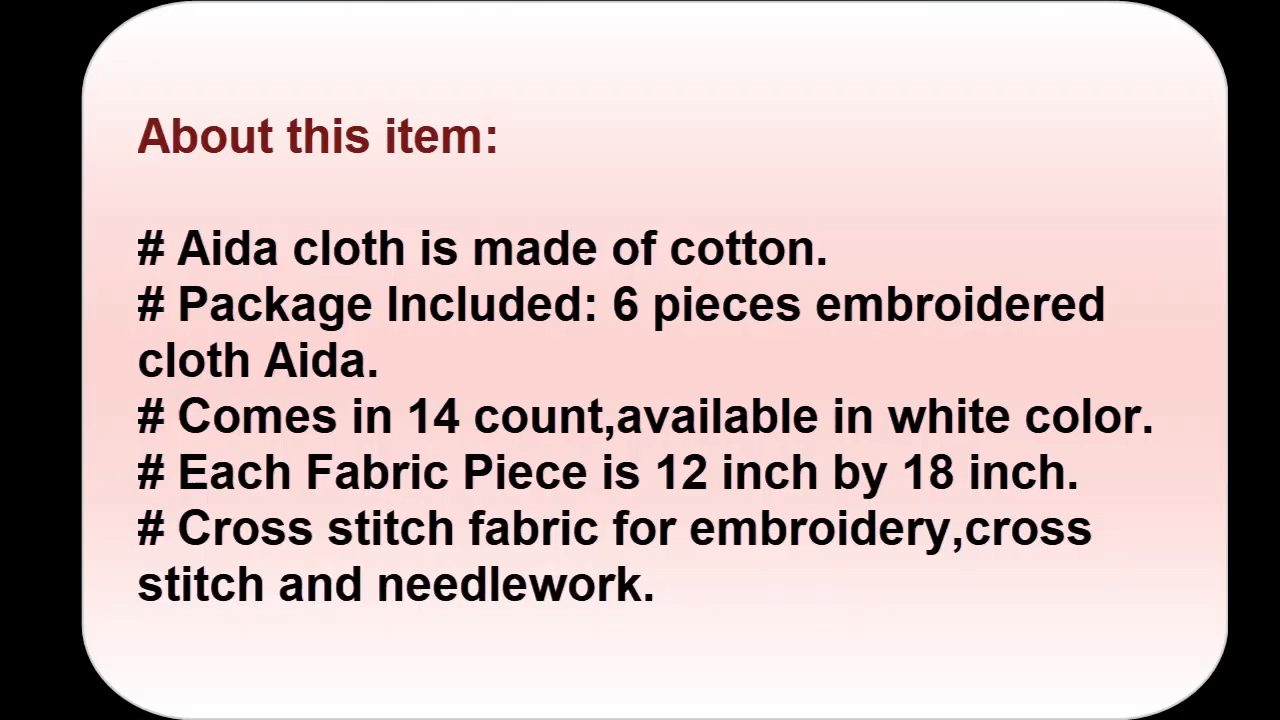 About this item:
# Aida cloth is made of cotton.
# Package Included: 6 pieces embroidered
cloth Aida.
# Comes in 14 count,available in white color.
# Each Fabric Piece is 12 inch by 18 inch.
# Cross stitch fabric for embroidery,cross
stitch and needlework.